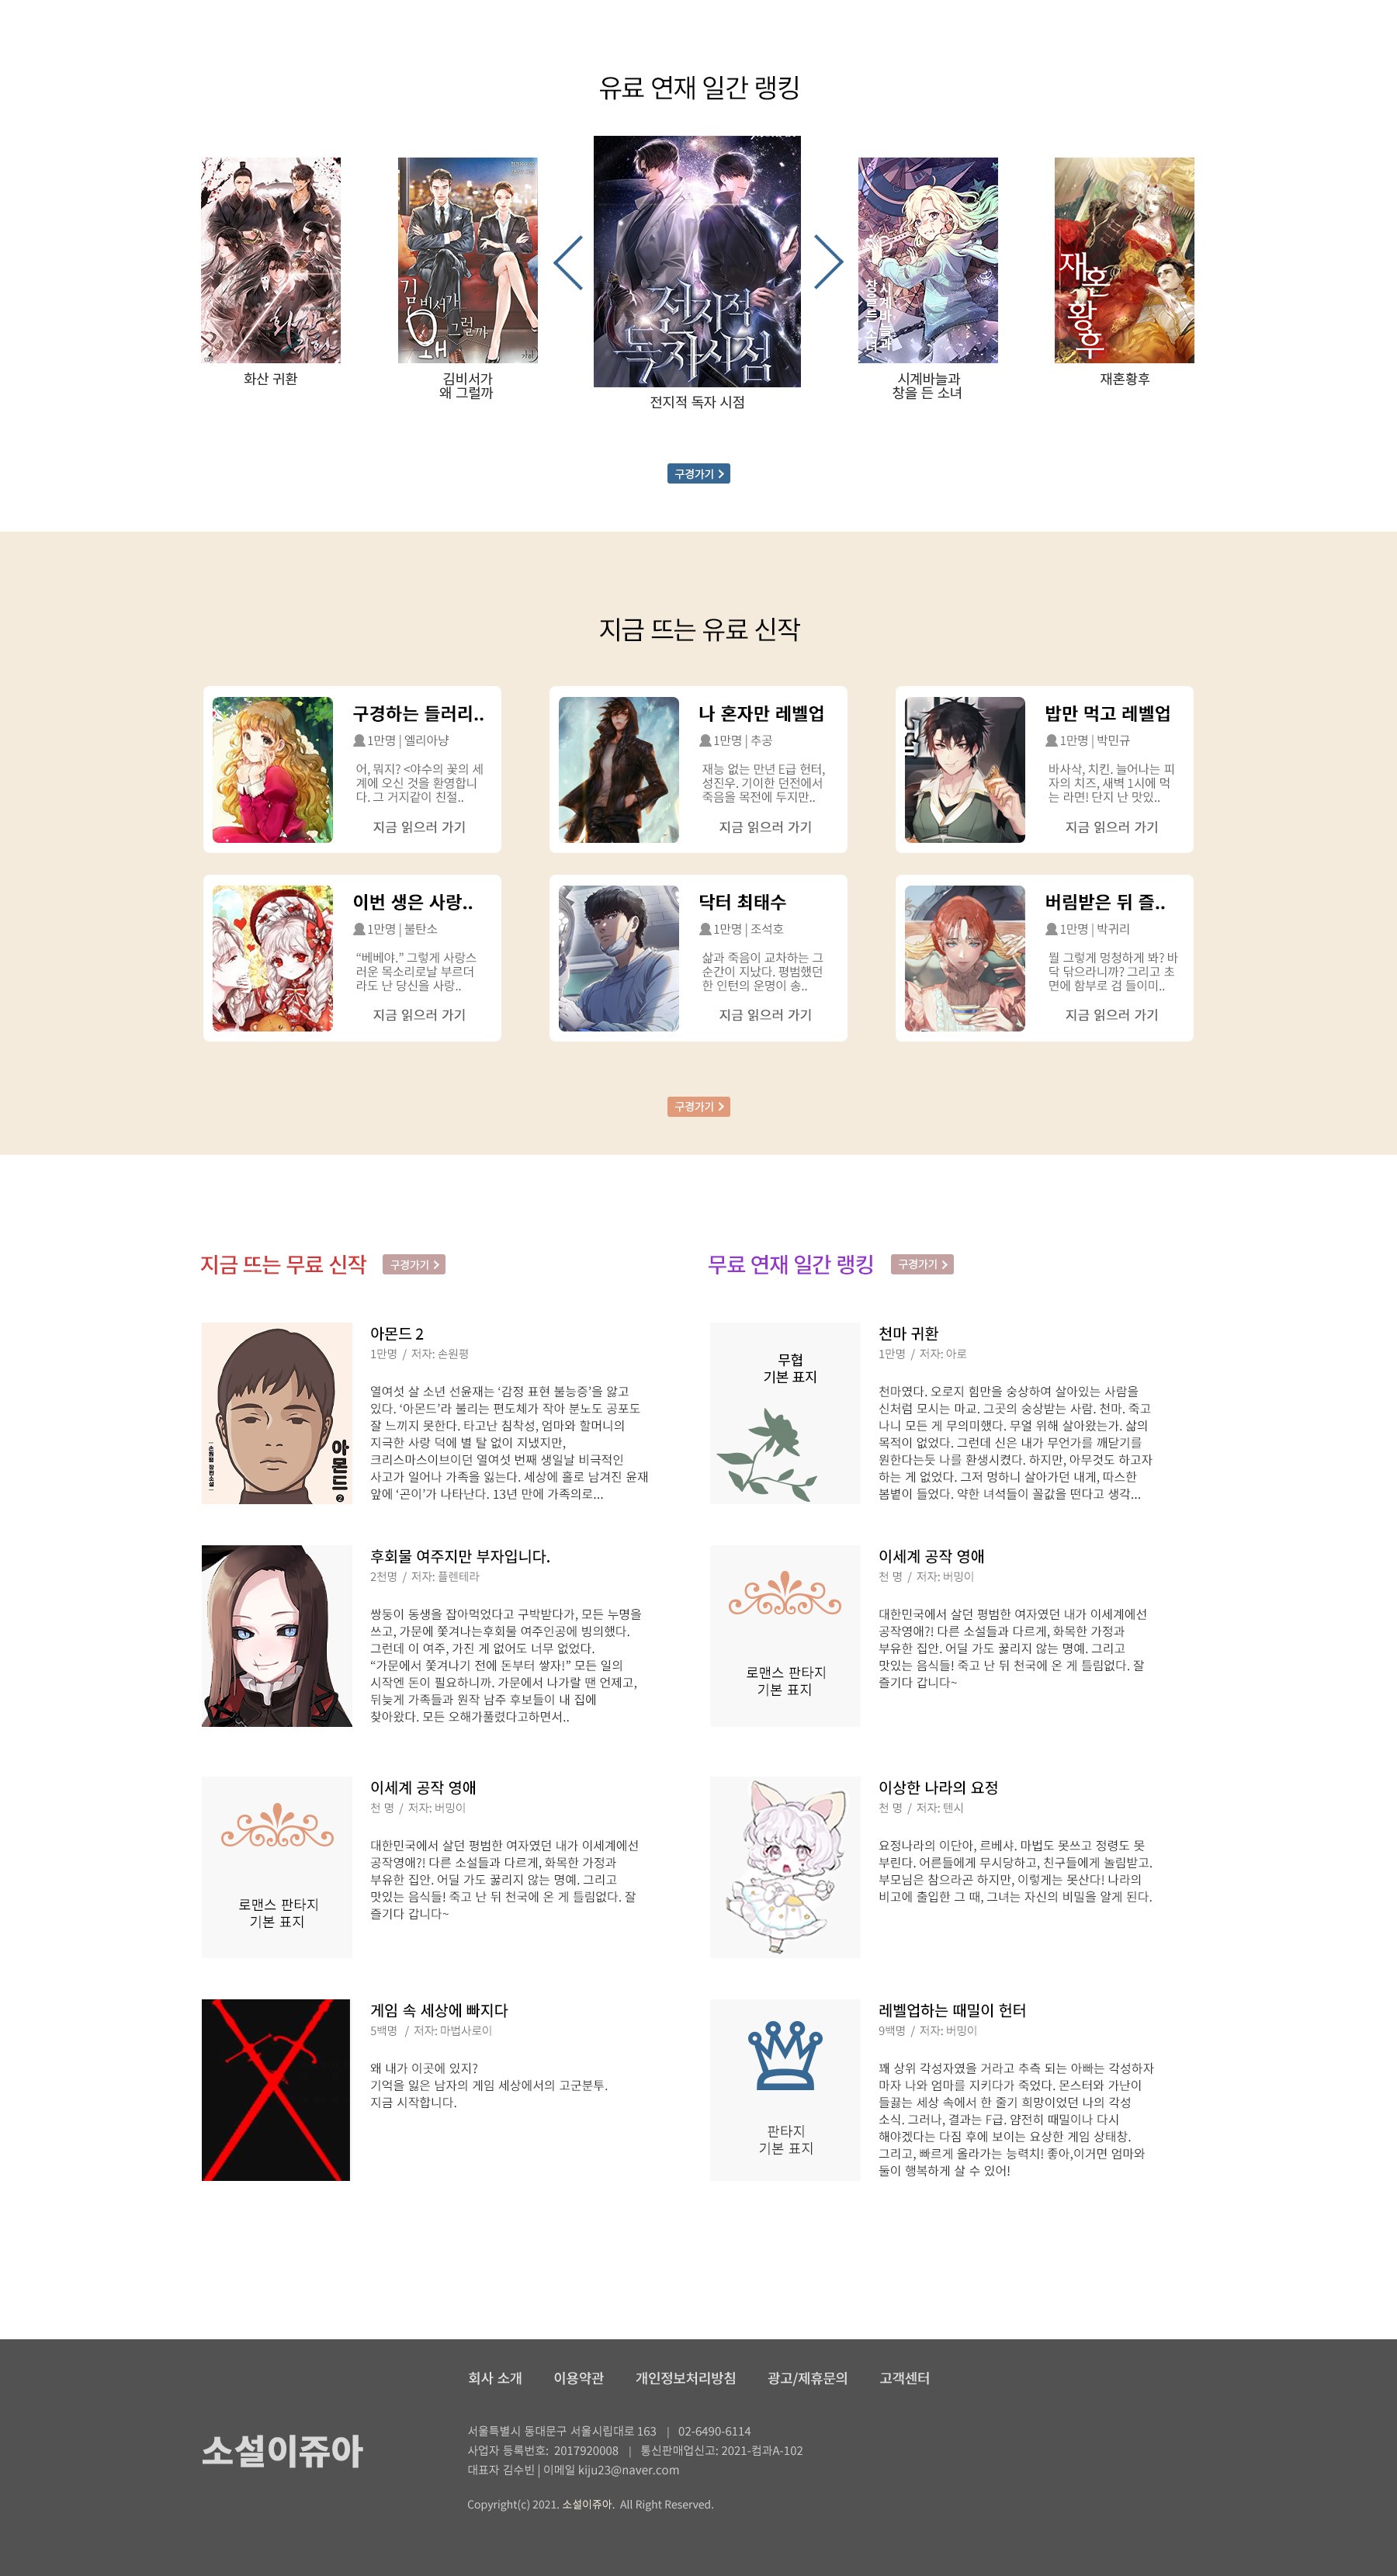 유료 연재 일간 랭킹
화산 귀환
김비서가
왜 그럴까
김비서가
왜 그럴까
전지적
독자시점
전지적 독자 시점
시계바늘과
창을 든 소녀
시계바늘과
창을 든 소녀
재혼
황후
재혼황후
구경가기
지금 뜨는 유료 신작
구경하는 들러리..
1만명 | 엘리아냥
어, 뭐지? <야수의 꽃의 세
계에 오신 것을 환영합니
다. 그 거지같이 친절..
지금 읽으러 가기
나 혼자만 레벨업
1만명 | 추공
재능 없는 만년 E급 헌터,
성진우. 기이한 던전에서
죽음을 목전에 두지만..
지금 읽으러 가기
밥만 먹고 레벨업
1만명 | 박민규
바사삭, 치킨. 늘어나는 피
자의 치즈, 새벽 1시에 먹
는 라면! 단지 난 맛있..
지금 읽으러 가기
이번 생은 사랑..
1만명 | 불탄소
“베베야.” 그렇게 사랑스
러운 목소리로날 부르더
라도 난 당신을 사랑..
지금 읽으러 가기
닥터 최태수
1만명 | 조석호
삶과 죽음이 교차하는 그
순간이 지났다. 평범했던
한 인턴의 운명이 송..
지금 읽으러 가기
버림받은 뒤 즐..
1만명 | 박귀리
뭘 그렇게 멍청하게 봐? 바
닥 닦으라니까? 그리고 초
면에 함부로 검 들이미..
지금 읽으러 가기
구경가기
지금 뜨는 무료 신작
구경가기
아몬드
2
손원평 장편소설
아몬드 2
1만명 / 저자: 손원평
열여섯 살 소년 선윤재는 ‘감정 표현 불능증’을 앓고
있다. ‘아몬드’라 불리는 편도체가 작아 분노도 공포도
잘 느끼지 못한다. 타고난 침착성, 엄마와 할머니의
지극한 사랑 덕에 별 탈 없이 지냈지만,
크리스마스이브이던 열여섯 번째 생일날 비극적인
사고가 일어나 가족을 잃는다. 세상에 홀로 남겨진 윤재
앞에 ‘곤이’가 나타난다. 13년 만에 가족의로...
후회물 여주지만 부자입니다.
2천명 / 저자: 플렌테라
쌍둥이 동생을 잡아먹었다고 구박받다가, 모든 누명을
쓰고, 가문에 쫓겨나는후회물 여주인공에 빙의했다.
그런데 이 여주, 가진 게 없어도 너무 없었다.
“가문에서 쫓겨나기 전에 돈부터 쌓자!” 모든 일의
시작엔 돈이 필요하니까. 가문에서 나가랄 땐 언제고,
뒤늦게 가족들과 원작 남주 후보들이 내 집에
찾아왔다. 모든 오해가풀렸다고하면서..
로맨스 판타지
기본 표지
이세계 공작 영애
천 명 / 저자: 버밍이
대한민국에서 살던 평범한 여자였던 내가 이세계에선
공작영애?! 다른 소설들과 다르게, 화목한 가정과
부유한 집안. 어딜 가도 꿀리지 않는 명예. 그리고
맛있는 음식들! 죽고 난 뒤 천국에 온 게 틀림없다. 잘
즐기다 갑니다~
게임 속 세상에 빠지다
5백명 / 저자: 마법사로이
왜 내가 이곳에 있지?
기억을 잃은 남자의 게임 세상에서의 고군분투.
지금 시작합니다.
무료 연재 일간 랭킹
구경가기
무협
기본 표지
천마 귀환
1만명 / 저자: 아로
천마였다. 오로지 힘만을 숭상하여 살아있는 사람을
신처럼 모시는 마교. 그곳의 숭상받는 사람. 천마. 죽고
나니 모든 게 무의미했다. 무얼 위해 살아왔는가. 삶의
목적이 없었다. 그런데 신은 내가 무언가를 깨닫기를
원한다는듯 나를 환생시켰다. 하지만, 아무것도 하고자
하는 게 없었다. 그저 멍하니 살아가던 내게, 따스한
봄볕이 들었다. 약한 녀석들이 꼴값을 떤다고 생각...
로맨스 판타지
기본 표지
이세계 공작 영애
천 명 / 저자: 버밍이
대한민국에서 살던 평범한 여자였던 내가 이세계에선
공작영애?! 다른 소설들과 다르게, 화목한 가정과
부유한 집안. 어딜 가도 꿀리지 않는 명예. 그리고
맛있는 음식들! 죽고 난 뒤 천국에 온 게 틀림없다. 잘
즐기다 갑니다~
이상한 나라의 요정
천 명 / 저자: 텐시
요정나라의 이단아, 르베샤. 마법도 못쓰고 정령도 못
부린다. 어른들에게 무시당하고, 친구들에게 놀림받고.
부모님은 참으라곤 하지만, 이렇게는 못산다! 나라의
비고에 출입한 그 때, 그녀는 자신의 비밀을 알게 된다.
판타지
기본 표지
레벨업하는 때밀이 헌터
9백명 / 저자: 버밍이
꽤 상위 각성자였을 거라고 추측 되는 아빠는 각성하자
마자 나와 엄마를 지키다가 죽었다. 몬스터와 가난이
들끓는 세상 속에서 한 줄기 희망이었던 나의 각성
소식. 그러나, 결과는 F급. 얌전히 때밀이나 다시
해야겠다는 다짐 후에 보이는 요상한 게임 상태창.
그리고, 빠르게 올라가는 능력치! 좋아,이거면 엄마와
둘이 행복하게 살 수 있어!
소설이쥬아
회사 소개 이용약관 개인정보처리방침 광고/제휴문의 고객센터
서울특별시 동대문구 서울시립대로 163 | 02-6490-6114
사업자 등록번호: 2017920008 | 통신판매업신고: 2021-컴과A-102
대표자 김수빈 | 이메일 kiju23@naver.com
Copyright(c) 2021. 소설이쥬아. All Right Reserved.